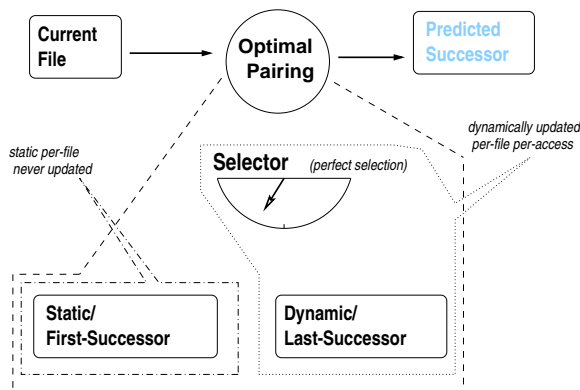 Current
File
Optimal
Pairing
Predicted
Successor
static per-file
never updated
Selector (perfect selection)
dynamically updated
per-file per-access
Static/
First-Successor
Dynamic/
Last-Successor